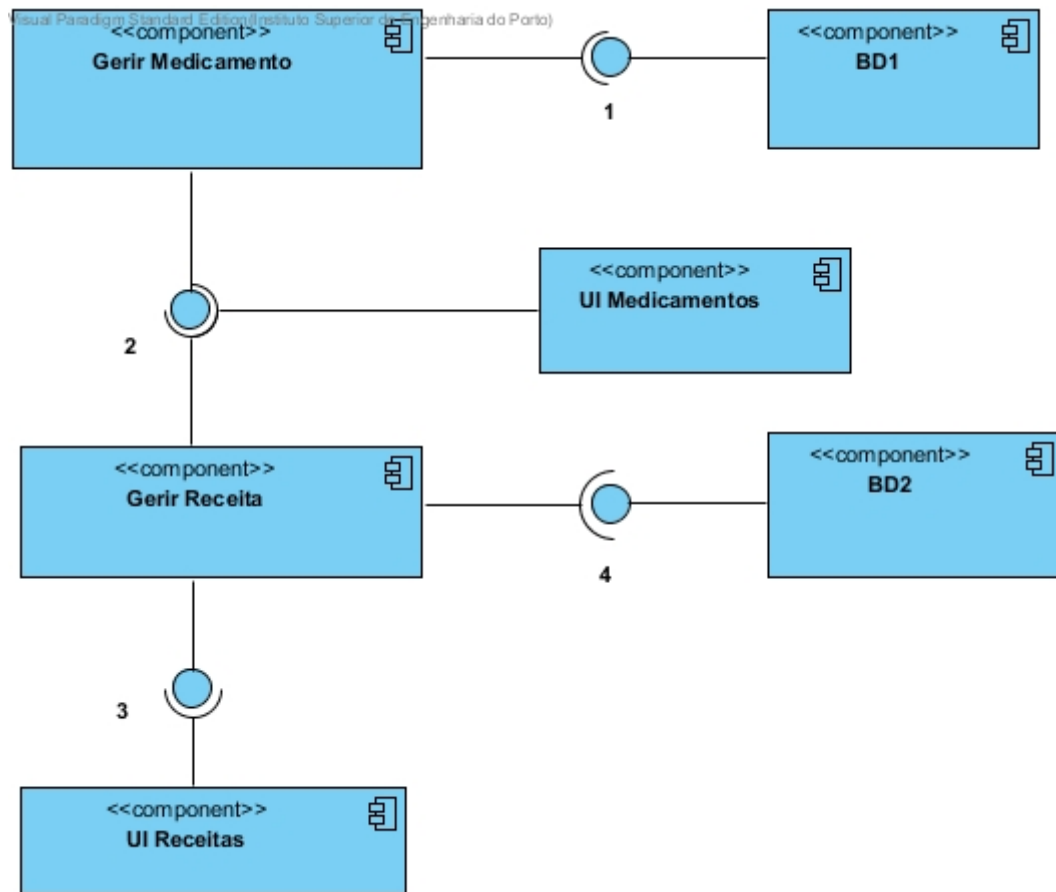 Visual Paradigm Standard Edition(Instituto Superior de Engenharia do Porto)
<<component>>
Gerir Medicamento
<<component>>
BD1
1
<<component>>
UI Medicamentos
2
<<component>>
Gerir Receita
<<component>>
BD2
4
3
<<component>>
UI Receitas